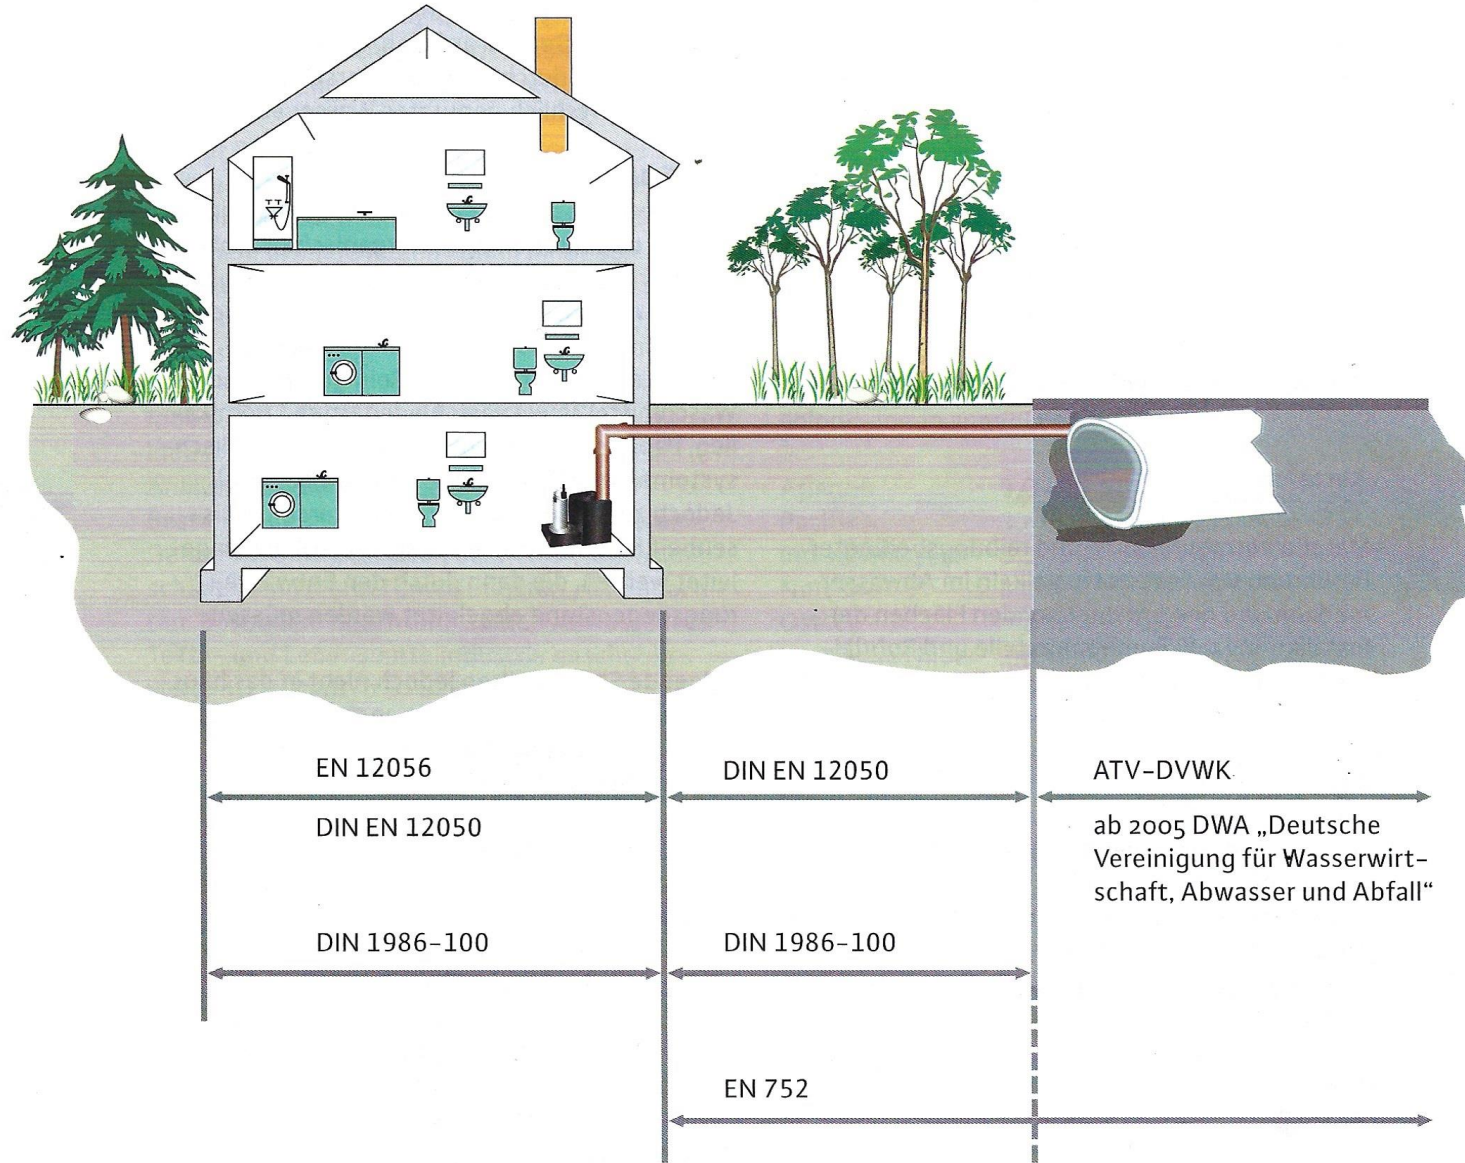 EN 12056
DIN EN 12050
ATV-DVWK
DIN EN 12050
ab 2005 DWA „Deutsche
Vereinigung für Wasserwirt-
schaft, Abwasser und Abfall“
DIN 1986-100
DIN 1986-100
EN 752